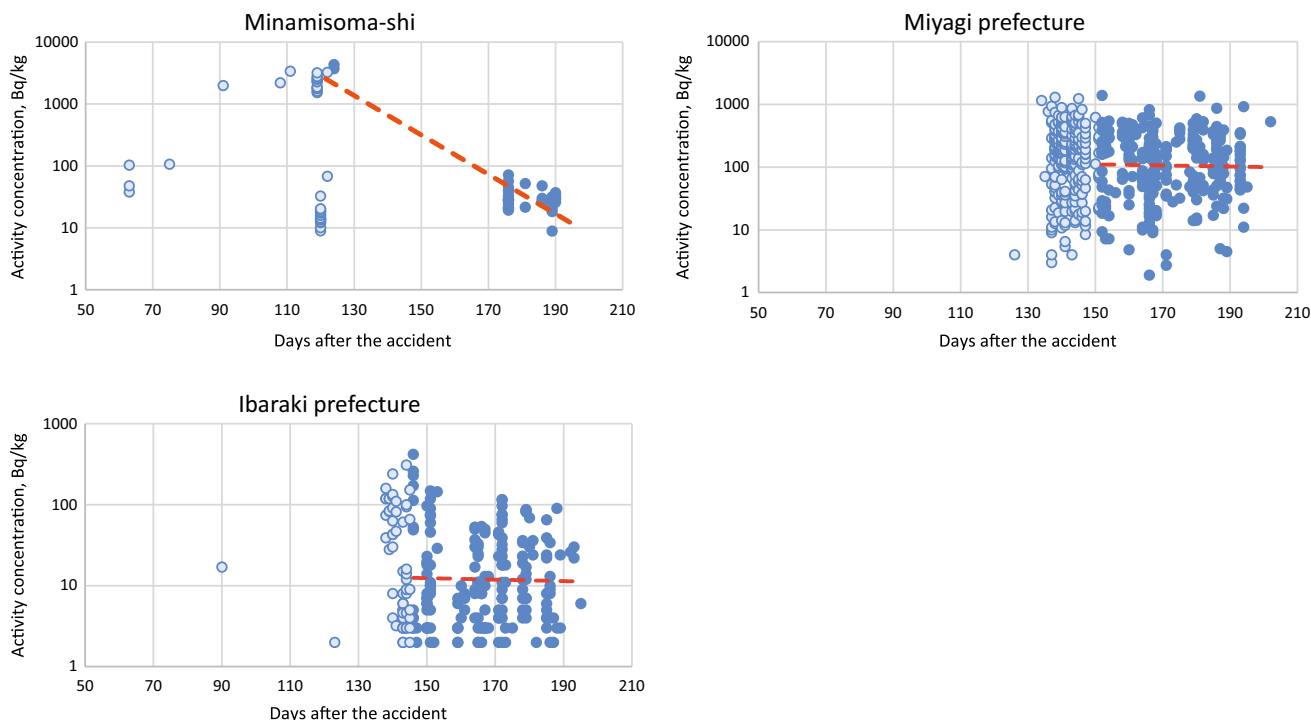 Minamisoma-shi
Activity concentration, Bq/kg
10000
1000
100
10
1
50 70 90 110 130 150 170 190 210
Days after the accident
Miyagi prefecture
Activity concentration, Bq/kg
10000
1000
100
10
1
50 70 90 110 130 150 170 190 210
Days after the accident
Ibaraki prefecture
Activity concentration, Bq/kg
1000
100
10
1
50 70 90 110 130 150 170 190 210
Days after the accident